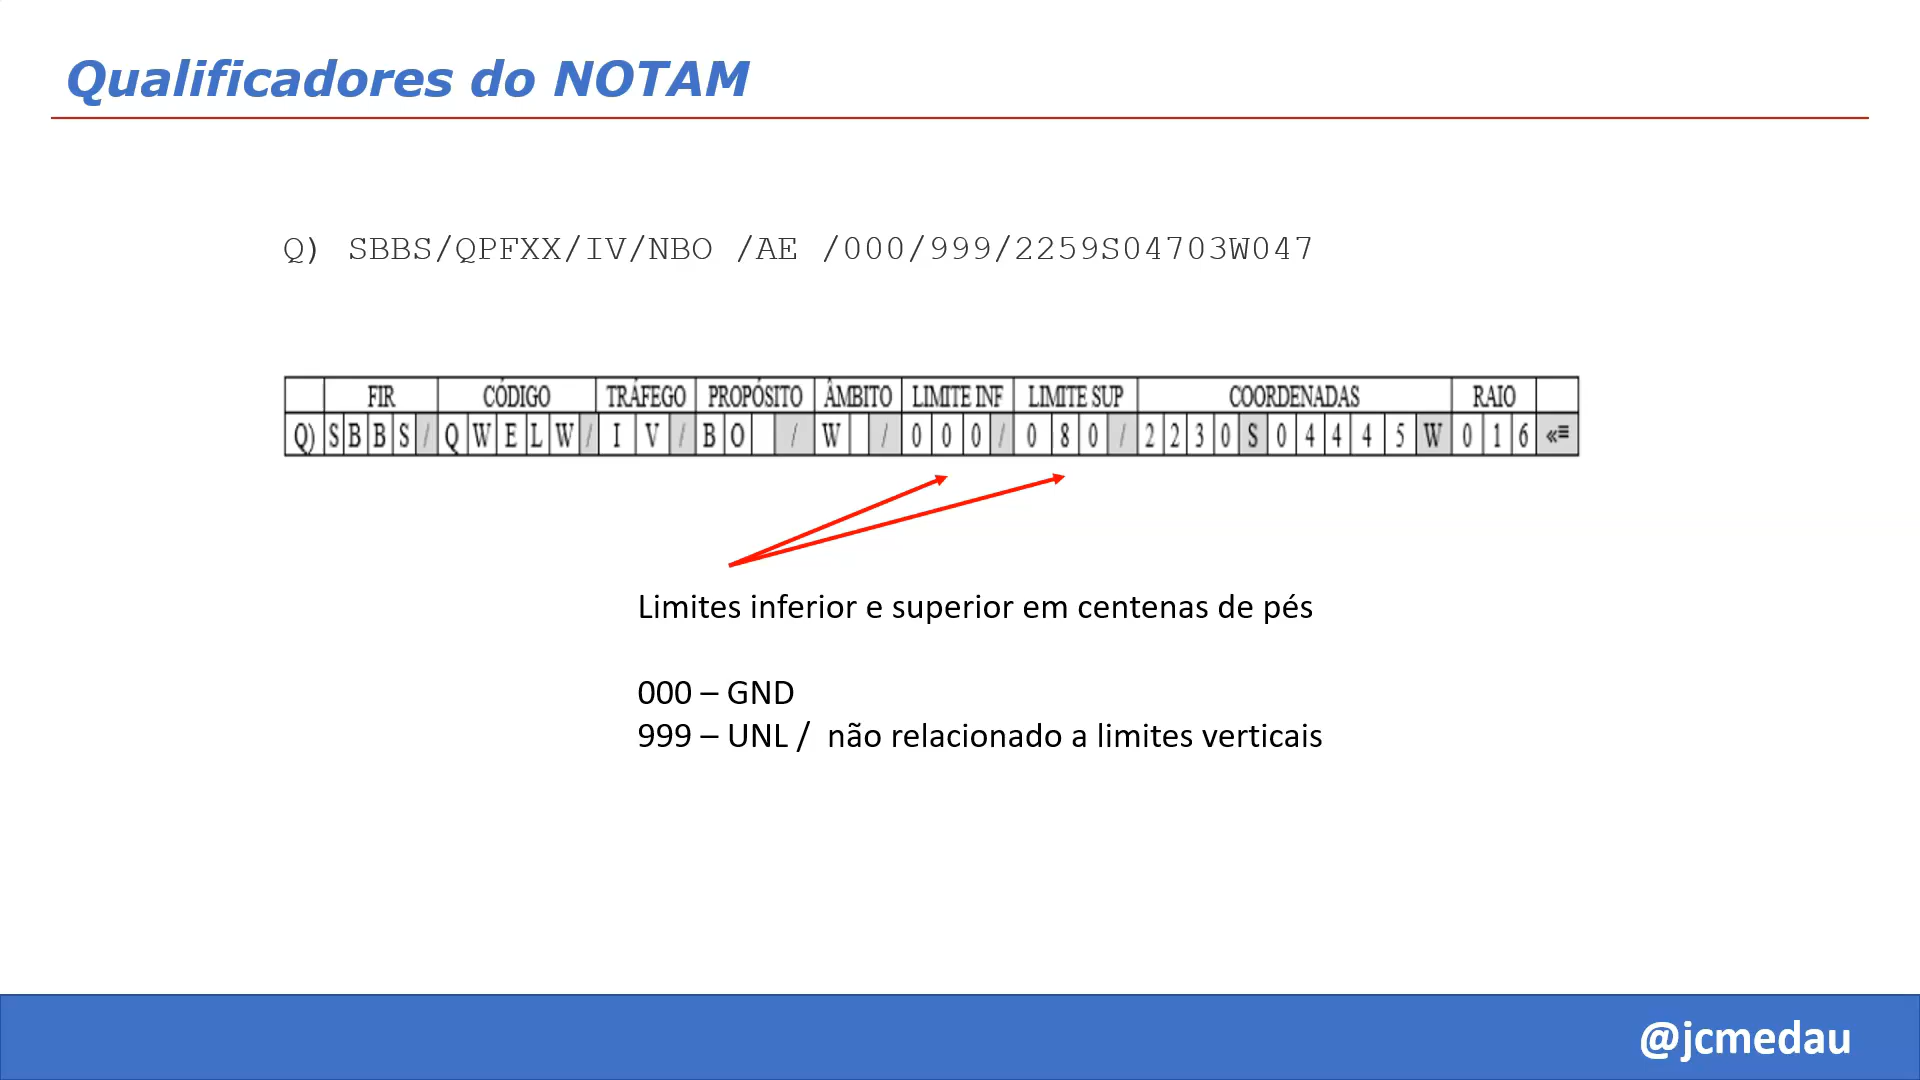 Qualificadores do NOTAM
Q) SBBS/QPFXX/IV/NBO /AE /000/999/2259S04703W047
FIR CÓDIGO TRÁFEGO PROPÓSITO ÂMBITO LIMITE INF LIMITE SUP COORDENADAS RAIO
Q) S B B S / Q W E L W / I V / B O / W / 0 0 0 / 0 8 0 / 2 2 3 0 S 0 4 4 4 5 W 0 1 6 «≡
Limites inferior e superior em centenas de pés
000 – GND
999 – UNL / não relacionado a limites verticais
@jcmedau